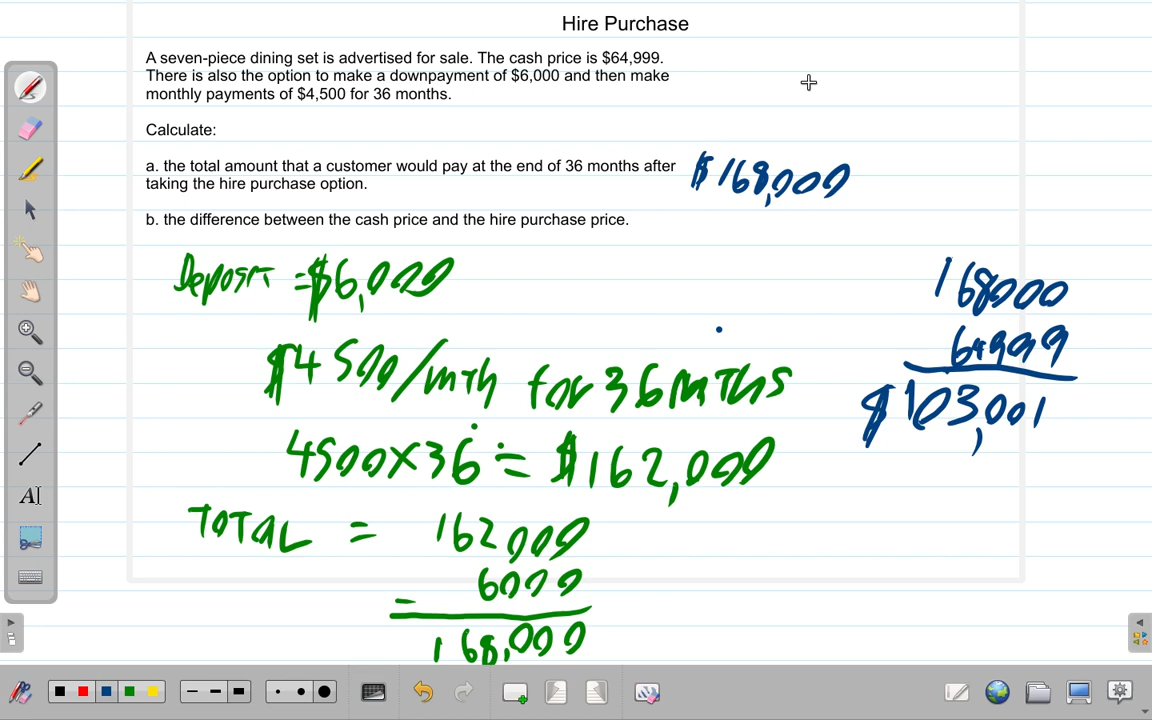 Hire Purchase
A seven-piece dining set is advertised for sale. The cash price is $64,999.
There is also the option to make a downpayment of $6,000 and then make
monthly payments of $4,500 for 36 months.
Calculate:
a. the total amount that a customer would pay at the end of 36 months after
taking the hire purchase option.
$168,000
b. the difference between the cash price and the hire purchase price.
Deposit = $6,000
$4500/mth for 36 mths
4500x36 = $162,000
TOTAL = 162000
= 6000
168,000
168000
64999
$103,001
AI